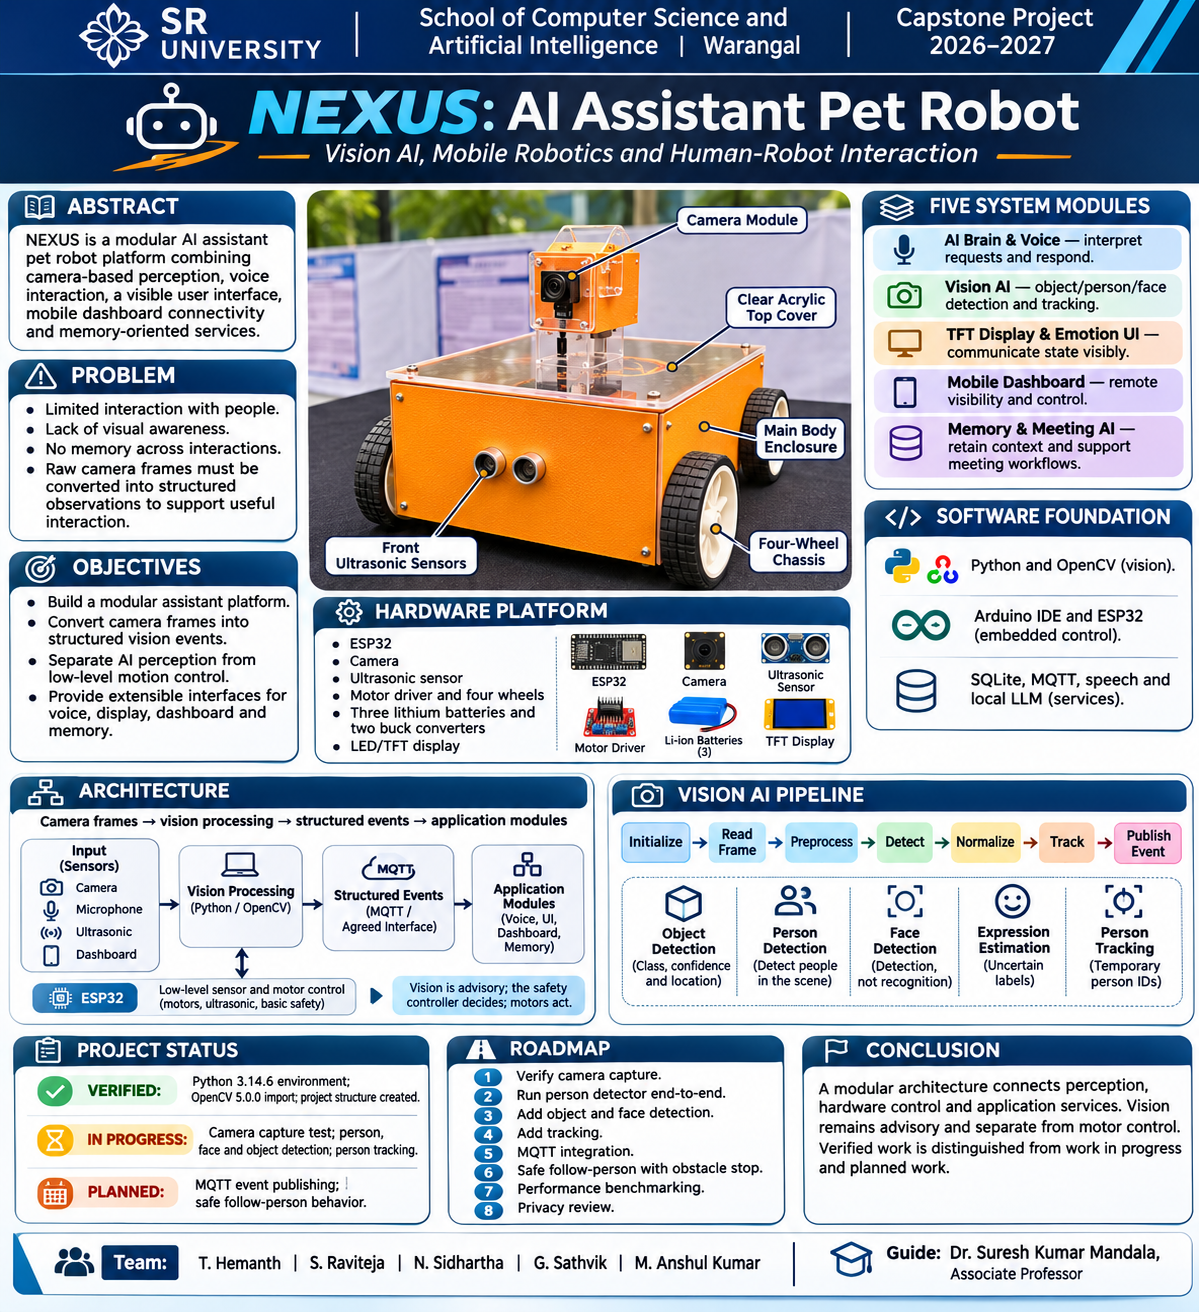 SR
UNIVERSITY
School of Computer Science and
Artificial Intelligence | Warangal
Capstone Project
2026–2027
NEXUS: AI Assistant Pet Robot
Vision AI, Mobile Robotics and Human-Robot Interaction
ABSTRACT
NEXUS is a modular AI assistant
pet robot platform combining
camera-based perception, voice
interaction, a visible user interface,
mobile dashboard connectivity
and memory-oriented services.
PROBLEM
• Limited interaction with people.
• Lack of visual awareness.
• No memory across interactions.
• Raw camera frames must be
converted into structured
observations to support useful
interaction.
OBJECTIVES
• Build a modular assistant platform.
• Convert camera frames into
structured vision events.
• Separate AI perception from
low-level motion control.
• Provide extensible interfaces for
voice, display, dashboard and
memory.
Camera Module
Clear Acrylic
Top Cover
Main Body
Enclosure
Four-Wheel
Chassis
Front
Ultrasonic Sensors
HARDWARE PLATFORM
• ESP32
• Camera
• Ultrasonic sensor
• Motor driver and four wheels
• Three lithium batteries and
two buck converters
• LED/TFT display
ESP32
Camera
Ultrasonic
Sensor
Motor Driver
Li-ion Batteries
(3)
TFT Display
FIVE SYSTEM MODULES
AI Brain & Voice — interpret
requests and respond.
Vision AI — object/person/face
detection and tracking.
TFT Display & Emotion UI —
communicate state visibly.
Mobile Dashboard — remote
visibility and control.
Memory & Meeting AI —
retain context and support
meeting workflows.
SOFTWARE FOUNDATION
Python and OpenCV (vision).
Arduino IDE and ESP32
(embedded control).
SQLite, MQTT, speech and
local LLM (services).
ARCHITECTURE
Camera frames → vision processing → structured events → application modules
Input
(Sensors)
Camera
Microphone
Ultrasonic
Dashboard
Vision Processing
(Python / OpenCV)
MQTT
Structured Events
(MQTT /
Agreed Interface)
Application
Modules
(Voice, UI,
Dashboard,
Memory)
ESP32
Low-level sensor and motor control
(motors, ultrasonic, basic safety)
Vision is advisory; the safety
controller decides; motors act.
VISION AI PIPELINE
Initialize
Read
Frame
Preprocess
Detect
Normalize
Track
Publish
Event
Object
Detection
(Class, confidence
and location)
Person
Detection
(Detect people
in the scene)
Face
Detection
(Detection,
not recognition)
Expression
Estimation
(Uncertain
labels)
Person
Tracking
(Temporary
person IDs)
PROJECT STATUS
VERIFIED:
Python 3.14.6 environment;
OpenCV 5.0.0 import; project structure created.
IN PROGRESS:
Camera capture test; person,
face and object detection; person tracking.
PLANNED:
MQTT event publishing;
safe follow-person behavior.
ROADMAP
1 Verify camera capture.
2 Run person detector end-to-end.
3 Add object and face detection.
4 Add tracking.
5 MQTT integration.
6 Safe follow-person with obstacle stop.
7 Performance benchmarking.
8 Privacy review.
CONCLUSION
A modular architecture connects perception,
hardware control and application services. Vision
remains advisory and separate from motor control.
Verified work is distinguished from work in progress
and planned work.
Team: T. Hemanth | S. Raviteja | N. Sidhartha | G. Sathvik | M. Anshul Kumar
Guide: Dr. Suresh Kumar Mandala,
Associate Professor